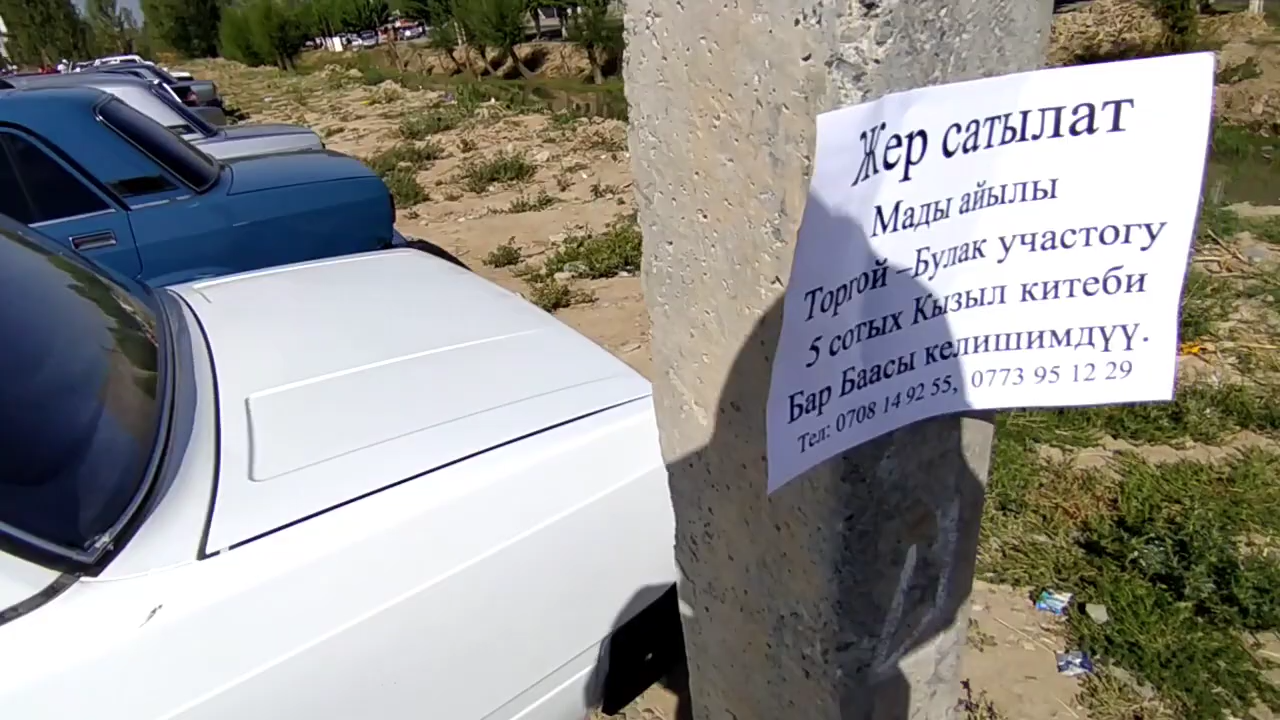 Жер сатылат
Мады айылы
Торгой –Булак участогу
5 сотых Кызыл китеби
Бар Баасы келишимдүү.
Тел: 0708 14 92 55, 0773 95 12 29